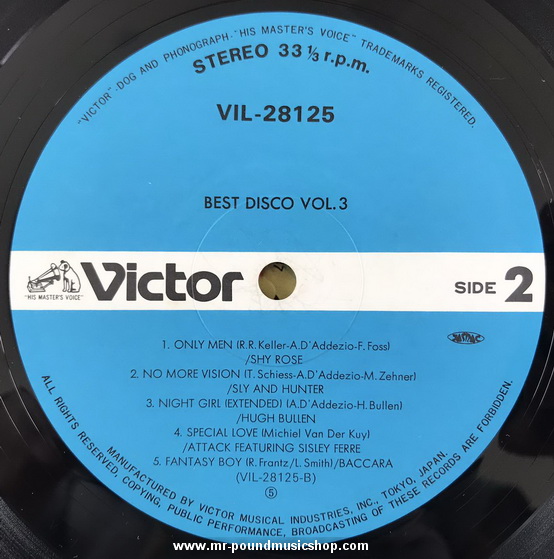 "VICTOR"-DOG AND PHONOGRAPH-"HIS MASTER'S VOICE" TRADEMARKS REGISTERED.
STEREO 33 1/3 r.p.m.
VIL-28125
BEST DISCO VOL.3
"HIS MASTER'S VOICE"
Victor
SIDE 2
1. ONLY MEN (R.R.Keller-A.D'Addezio-F.Foss)
/SHY ROSE
2. NO MORE VISION (T. Schiess-A.D'Addezio-M.Zehner)
/SLY AND HUNTER
3. NIGHT GIRL (EXTENDED) (A.D'Addezio-H.Bullen)
/HUGH BULLEN
4. SPECIAL LOVE (Michiel Van Der Kuy)
/ATTACK FEATURING SISLEY FERRE
5. FANTASY BOY (R.Frantz/L.Smith)/BACCARA
(VIL-28125-B)
Ⓢ
MANUFACTURED BY VICTOR MUSICAL INDUSTRIES, INC., TOKYO, JAPAN.
ALL RIGHTS RESERVED, COPYING, PUBLIC PERFORMANCE, BROADCASTING OF THESE RECORDS ARE FORBIDDEN.
www.mr-poundmusicshop.com